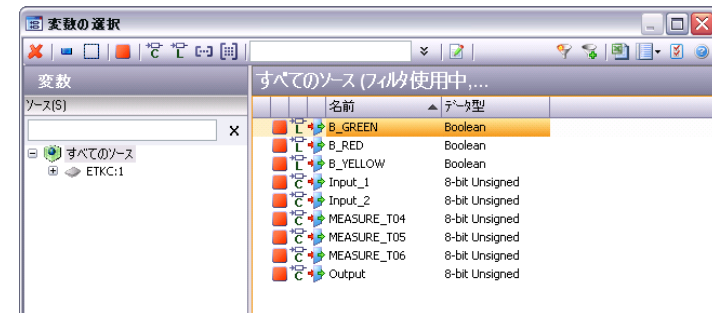 変数の選択
変数
すべてのソース (フィルタ使用中,...
ソース(S)
すべてのソース
ETKC:1
名前 データ型
B_GREEN Boolean
B_RED Boolean
B_YELLOW Boolean
Input_1 8-bit Unsigned
Input_2 8-bit Unsigned
MEASURE_T04 8-bit Unsigned
MEASURE_T05 8-bit Unsigned
MEASURE_T06 8-bit Unsigned
Output 8-bit Unsigned